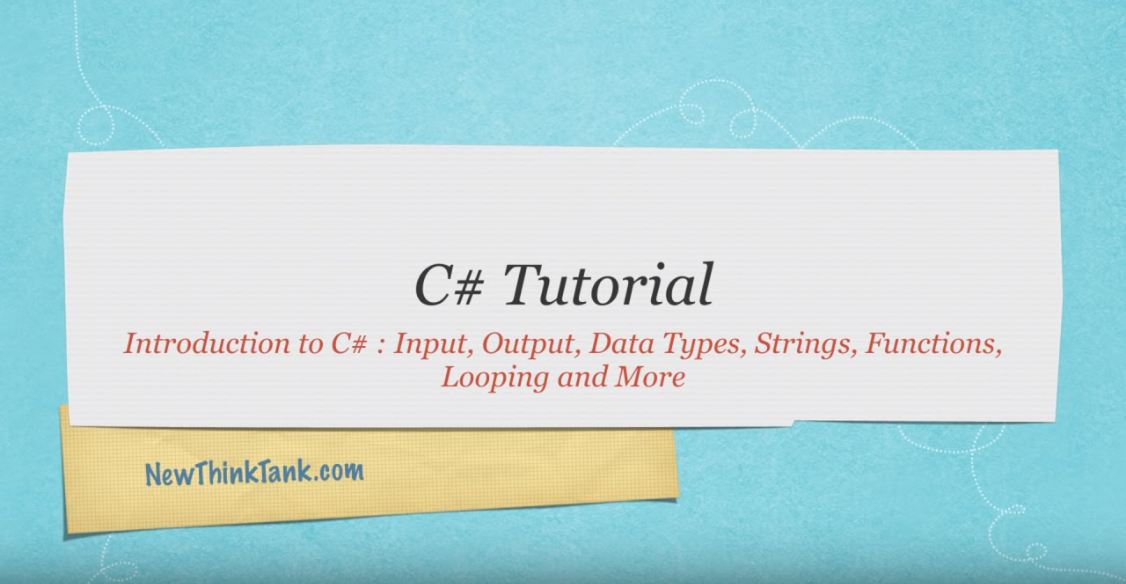 C# Tutorial
Introduction to C# : Input, Output, Data Types, Strings, Functions,
Looping and More
NewThinkTank.com